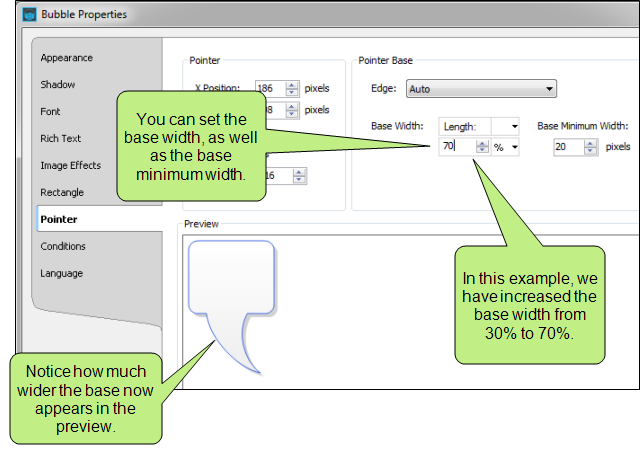 Bubble Properties
Appearance
Shadow
Font
Rich Text
Image Effects
Rectangle
Pointer
Conditions
Language
Pointer
X Position: 186 pixels
pixels
16
Pointer Base
Edge: Auto
Base Width: Length:
70 %
Base Minimum Width:
20 pixels
You can set the
base width, as well
as the base
minimum width.
Preview
In this example, we
have increased the
base width from
30% to 70%.
Notice how much
wider the base now
appears in the
preview.